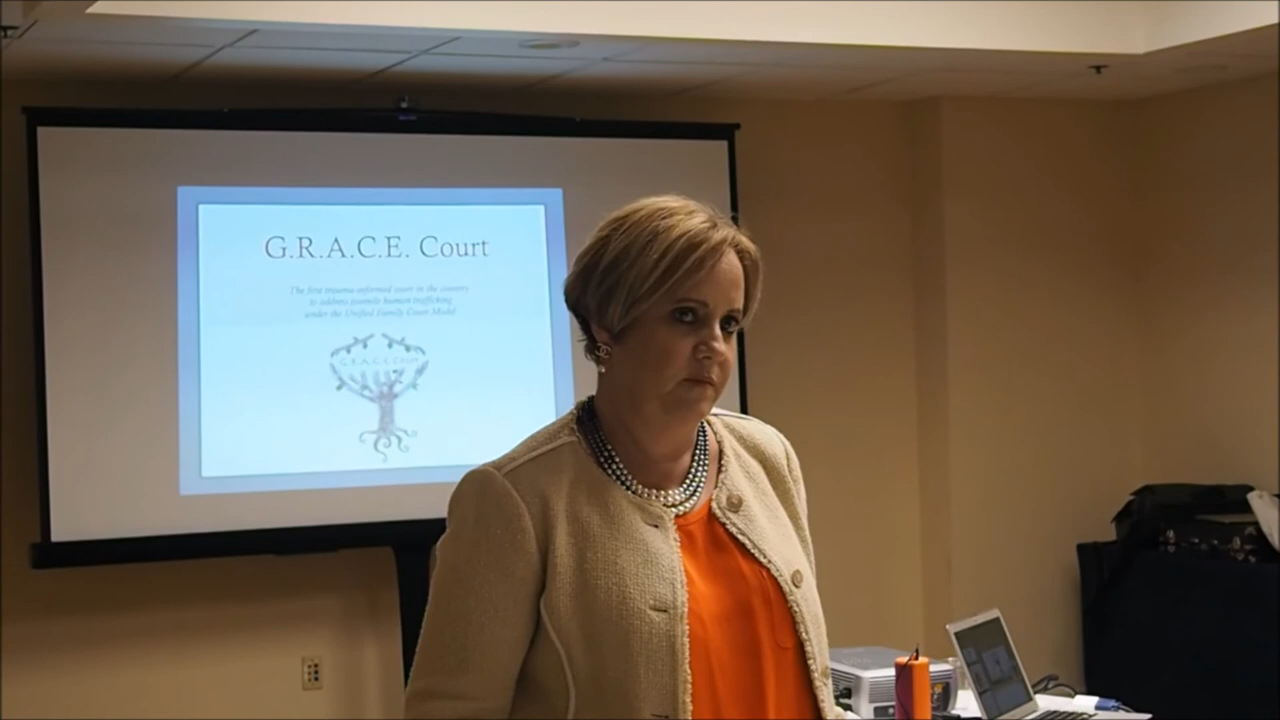 G.R.A.C.E. Court
The first trauma-informed court in the country
to address juvenile human trafficking
under the Unified Family Court Model
G.R.A.C.E Court